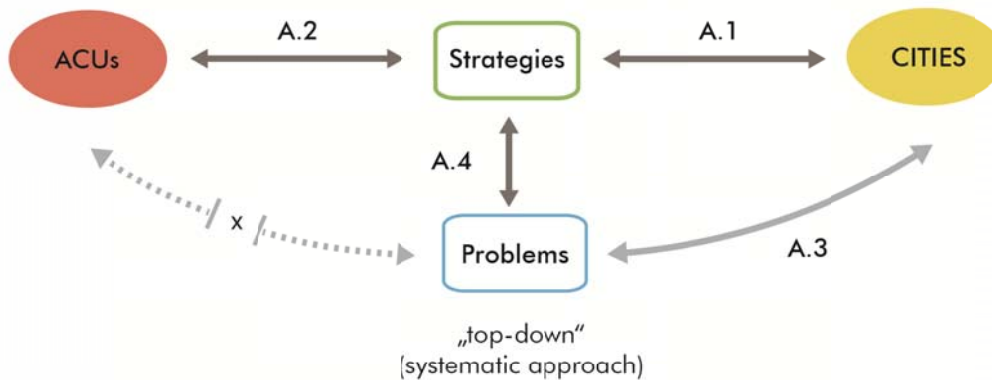 ACUs
A.2
Strategies
A.1
CITIES
A.4
x
Problems
A.3
„top-down“
(systematic approach)